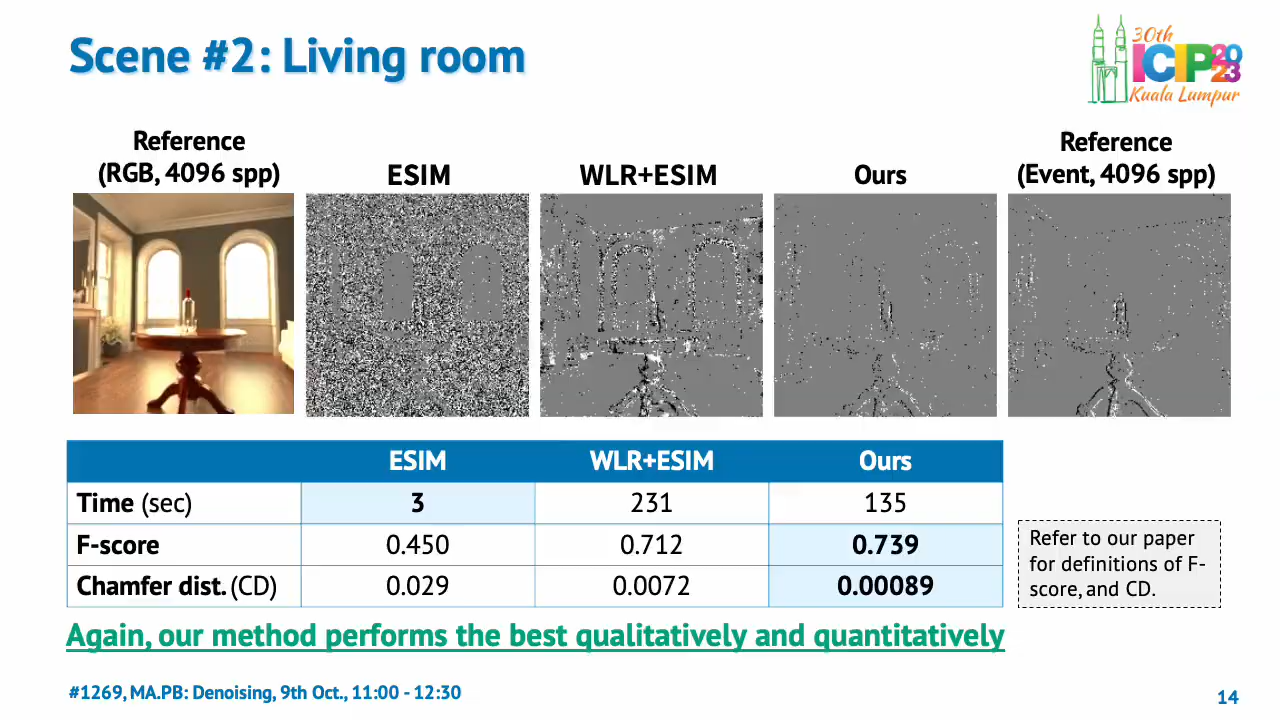 Scene #2: Living room
30th
ICIP2023
Kuala Lumpur
Reference
(RGB, 4096 spp)
ESIM
WLR+ESIM
Ours
Reference
(Event, 4096 spp)
ESIM WLR+ESIM Ours
Time (sec) 3 231 135
F-score 0.450 0.712 0.739
Chamfer dist. (CD) 0.029 0.0072 0.00089
Refer to our paper
for definitions of F-
score, and CD.
Again, our method performs the best qualitatively and quantitatively
#1269, MA.PB: Denoising, 9th Oct., 11:00 - 12:30
14